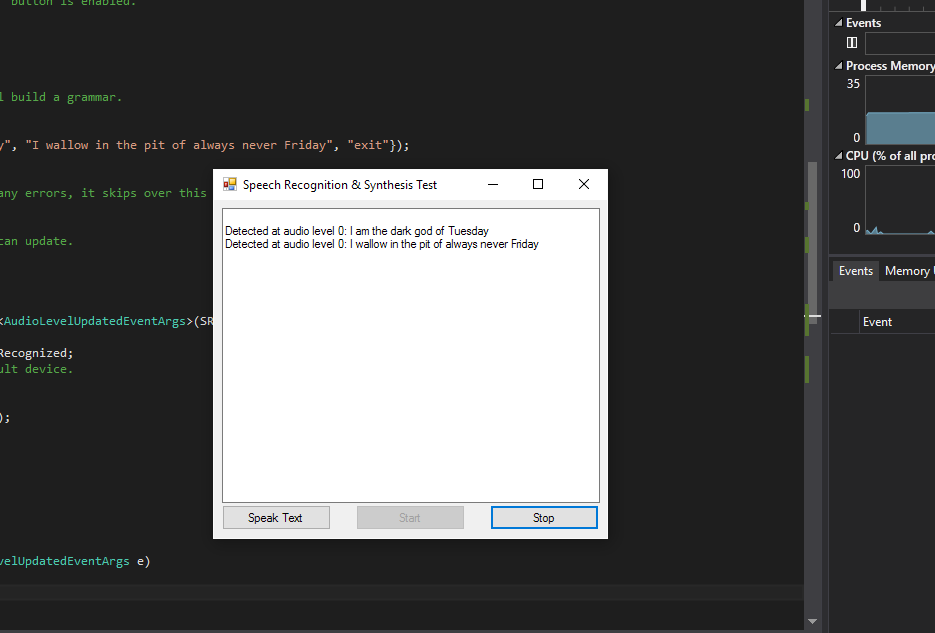 button is enabled.
l build a grammar.
y", "I wallow in the pit of always never Friday", "exit"});
any errors, it skips over this
can update.
<AudioLevelUpdatedEventArgs>(SR
Recognized;
ult device.
);
velUpdatedEventArgs e)
Speech Recognition & Synthesis Test
Detected at audio level 0: I am the dark god of Tuesday
Detected at audio level 0: I wallow in the pit of always never Friday
Speak Text
Start
Stop
Events
Process Memory
35
0
CPU (% of all pro
100
0
Events
Memory U
Event